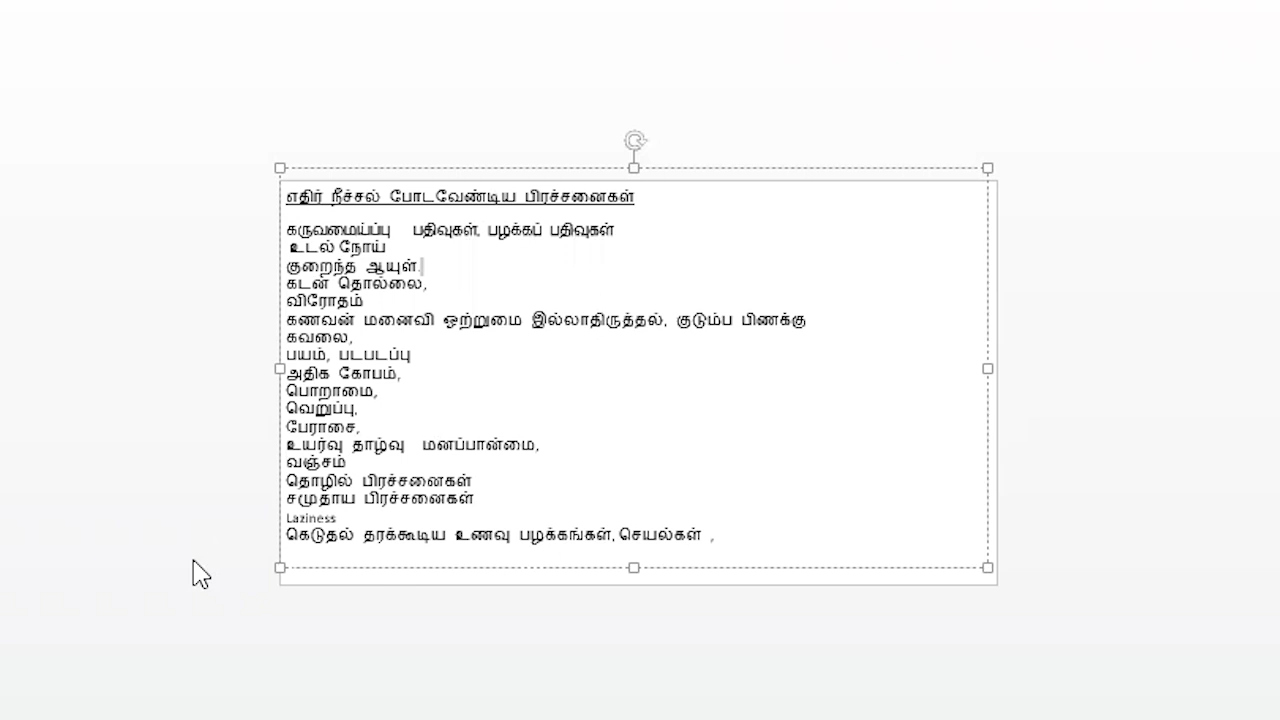 எதிர் நீச்சல் போடவேண்டிய பிரச்சனைகள்
கருவமைய்ப்பு பதிவுகள், பழக்கப் பதிவுகள்
உடல் நோய்
குறைந்த ஆயுள்.
கடன் தொல்லை,
விரோதம்
கணவன் மனைவி ஒற்றுமை இல்லாதிருத்தல், குடும்ப பிணக்கு
கவலை,
பயம், படபடப்பு
அதிக கோபம்,
பொறாமை,
வெறுப்பு,
பேராசை,
உயர்வு தாழ்வு மனப்பான்மை,
வஞ்சம்
தொழில் பிரச்சனைகள்
சமுதாய பிரச்சனைகள்
Laziness
கெடுதல் தரக்கூடிய உணவு பழக்கங்கள், செயல்கள் ,